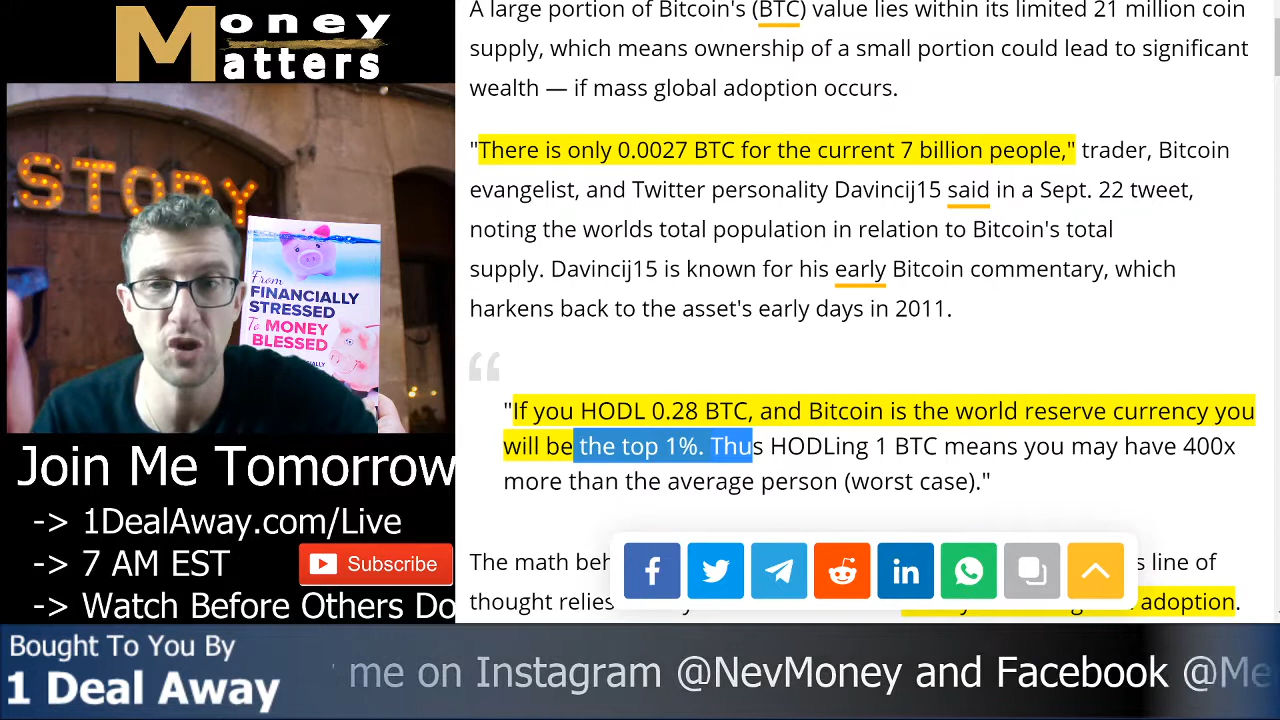 Money
Matters
STORY
From
FINANCIALLY
STRESSED
To MONEY
BLESSED
Join Me Tomorrow
-> 1DealAway.com/Live
-> 7 AM EST
Subscribe
-> Watch Before Others Do
A large portion of Bitcoin's (BTC) value lies within its limited 21 million coin
supply, which means ownership of a small portion could lead to significant
wealth — if mass global adoption occurs.
"There is only 0.0027 BTC for the current 7 billion people," trader, Bitcoin
evangelist, and Twitter personality Davincij15 said in a Sept. 22 tweet,
noting the worlds total population in relation to Bitcoin's total
supply. Davincij15 is known for his early Bitcoin commentary, which
harkens back to the asset's early days in 2011.
"If you HODL 0.28 BTC, and Bitcoin is the world reserve currency you
will be the top 1%. Thus HODLing 1 BTC means you may have 400x
more than the average person (worst case)."
The math beh s line of
thought relies adoption.
Bought To You By
1 Deal Away
me on Instagram @NevMoney and Facebook @Me